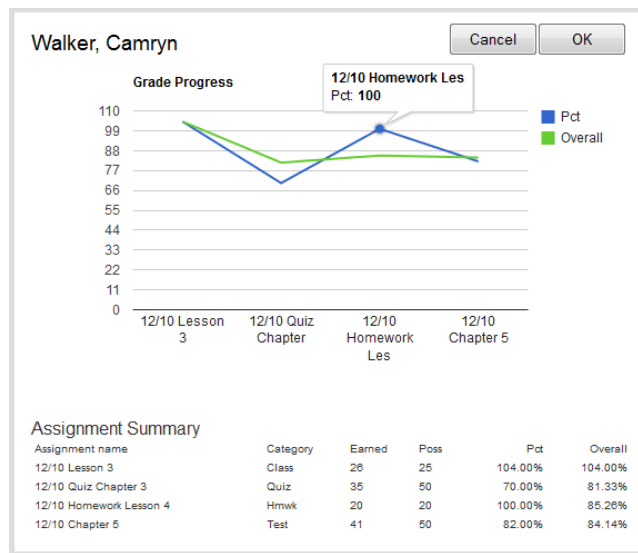 Walker, Camryn
Cancel
OK
Grade Progress
12/10 Homework Les
Pct: 100
110
99
88
77
66
55
44
33
22
11
0
Pct
Overall
12/10 Lesson 3
12/10 Quiz Chapter
12/10 Homework Les
12/10 Chapter 5
Assignment Summary
Assignment name Category Earned Poss Pct Overall
12/10 Lesson 3 Class 26 25 104.00% 104.00%
12/10 Quiz Chapter 3 Quiz 35 50 70.00% 81.33%
12/10 Homework Lesson 4 Hmwk 20 20 100.00% 85.26%
12/10 Chapter 5 Test 41 50 82.00% 84.14%